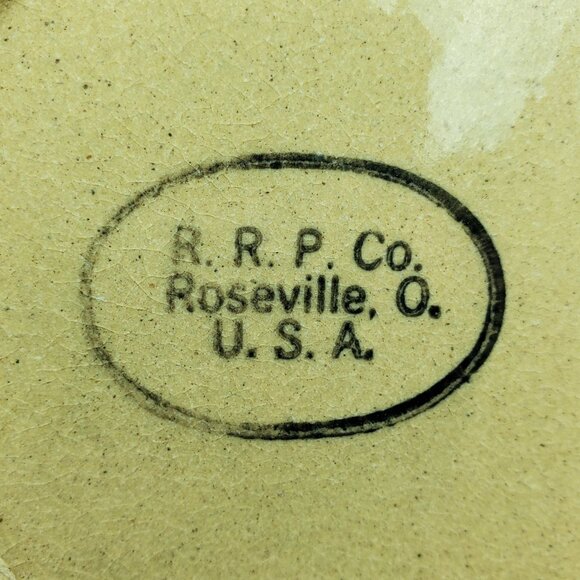 R. R. P. Co.
Roseville, O.
U. S. A.